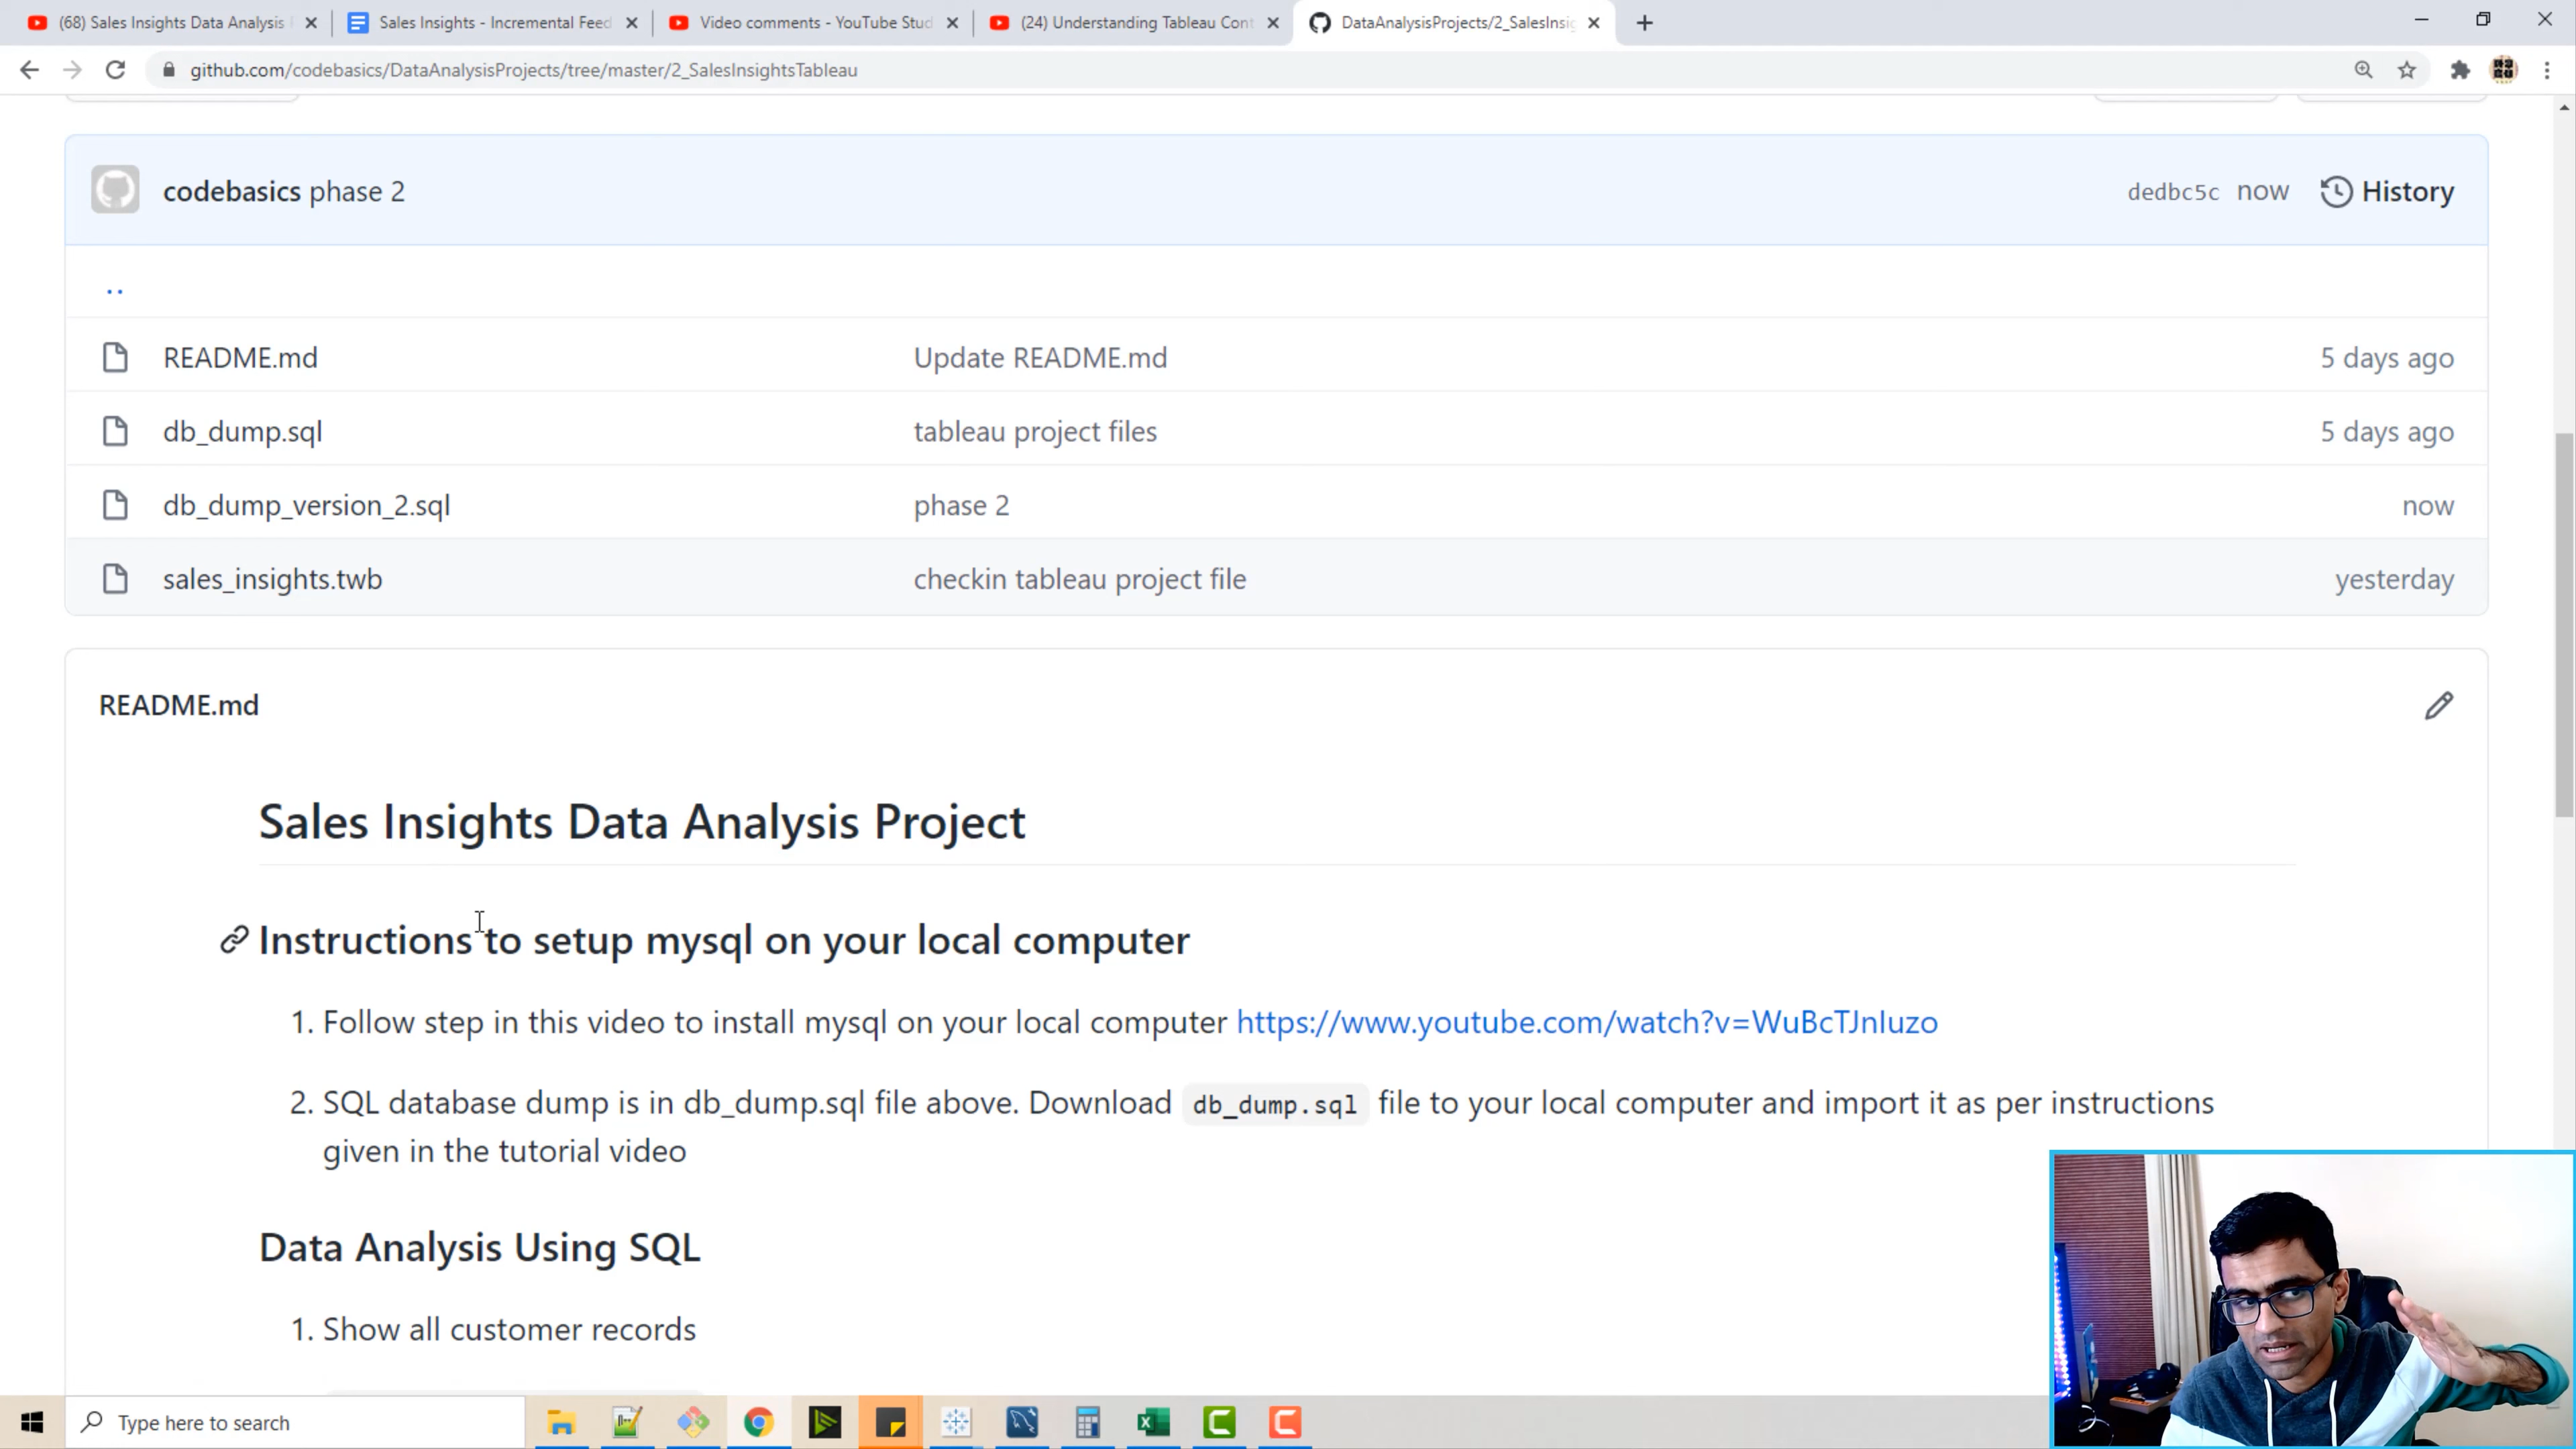 (68) Sales Insights Data Analysis
Sales Insights - Incremental Feed
Video comments - YouTube Stud
(24) Understanding Tableau Cont
DataAnalysisProjects/2_SalesInsig
github.com/codebasics/DataAnalysisProjects/tree/master/2_SalesInsightsTableau
codebasics phase 2
dedbc5c now History
..
README.md Update README.md 5 days ago
db_dump.sql tableau project files 5 days ago
db_dump_version_2.sql phase 2 now
sales_insights.twb checkin tableau project file yesterday
README.md
Sales Insights Data Analysis Project
Instructions to setup mysql on your local computer
1. Follow step in this video to install mysql on your local computer https://www.youtube.com/watch?v=WuBcTJnIuzo
2. SQL database dump is in db_dump.sql file above. Download db_dump.sql file to your local computer and import it as per instructions
given in the tutorial video
Data Analysis Using SQL
1. Show all customer records
Type here to search